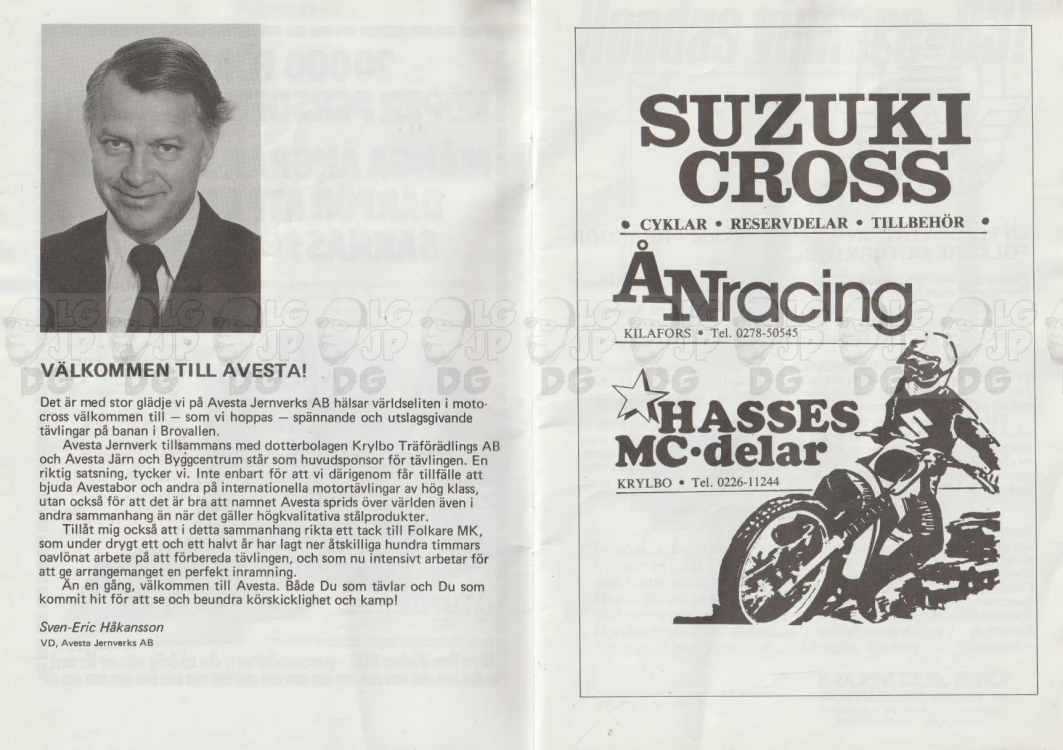 VÄLKOMMEN TILL AVESTA!
Det är med stor glädje vi på Avesta Jernverks AB hälsar världseliten i moto-
cross välkommen till — som vi hoppas — spännande och utslagsgivande
tävlingar på banan i Brovallen.
Avesta Jernverk tillsammans med dotterbolagen Krylbo Träförädlings AB
och Avesta Järn och Byggcentrum står som huvudsponsor för tävlingen. En
riktig satsning, tycker vi. Inte enbart för att vi därigenom får tillfälle att
bjuda Avestabor och andra på internationella motortävlingar av hög klass,
utan också för att det är bra att namnet Avesta sprids över världen även i
andra sammanhang än när det gäller högkvalitativa stålprodukter.
Tillåt mig också att i detta sammanhang rikta ett tack till Folkare MK,
som under drygt ett och ett halvt år har lagt ner åtskilliga hundra timmars
oavlönat arbete på att förbereda tävlingen, och som nu intensivt arbetar för
att ge arrangemanget en perfekt inramning.
Än en gång, välkommen till Avesta. Både Du som tävlar och Du som
kommit hit för att se och beundra körskicklighet och kamp!
Sven-Eric Håkansson
VD, Avesta Jernverks AB
SUZUKI
CROSS
• CYKLAR • RESERVDELAR • TILLBEHÖR •
ÅNracing
KILAFORS • Tel. 0278-50545
HASSES
MC•delar
KRYLBO • Tel. 0226-11244